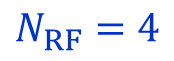 N_RF = 4